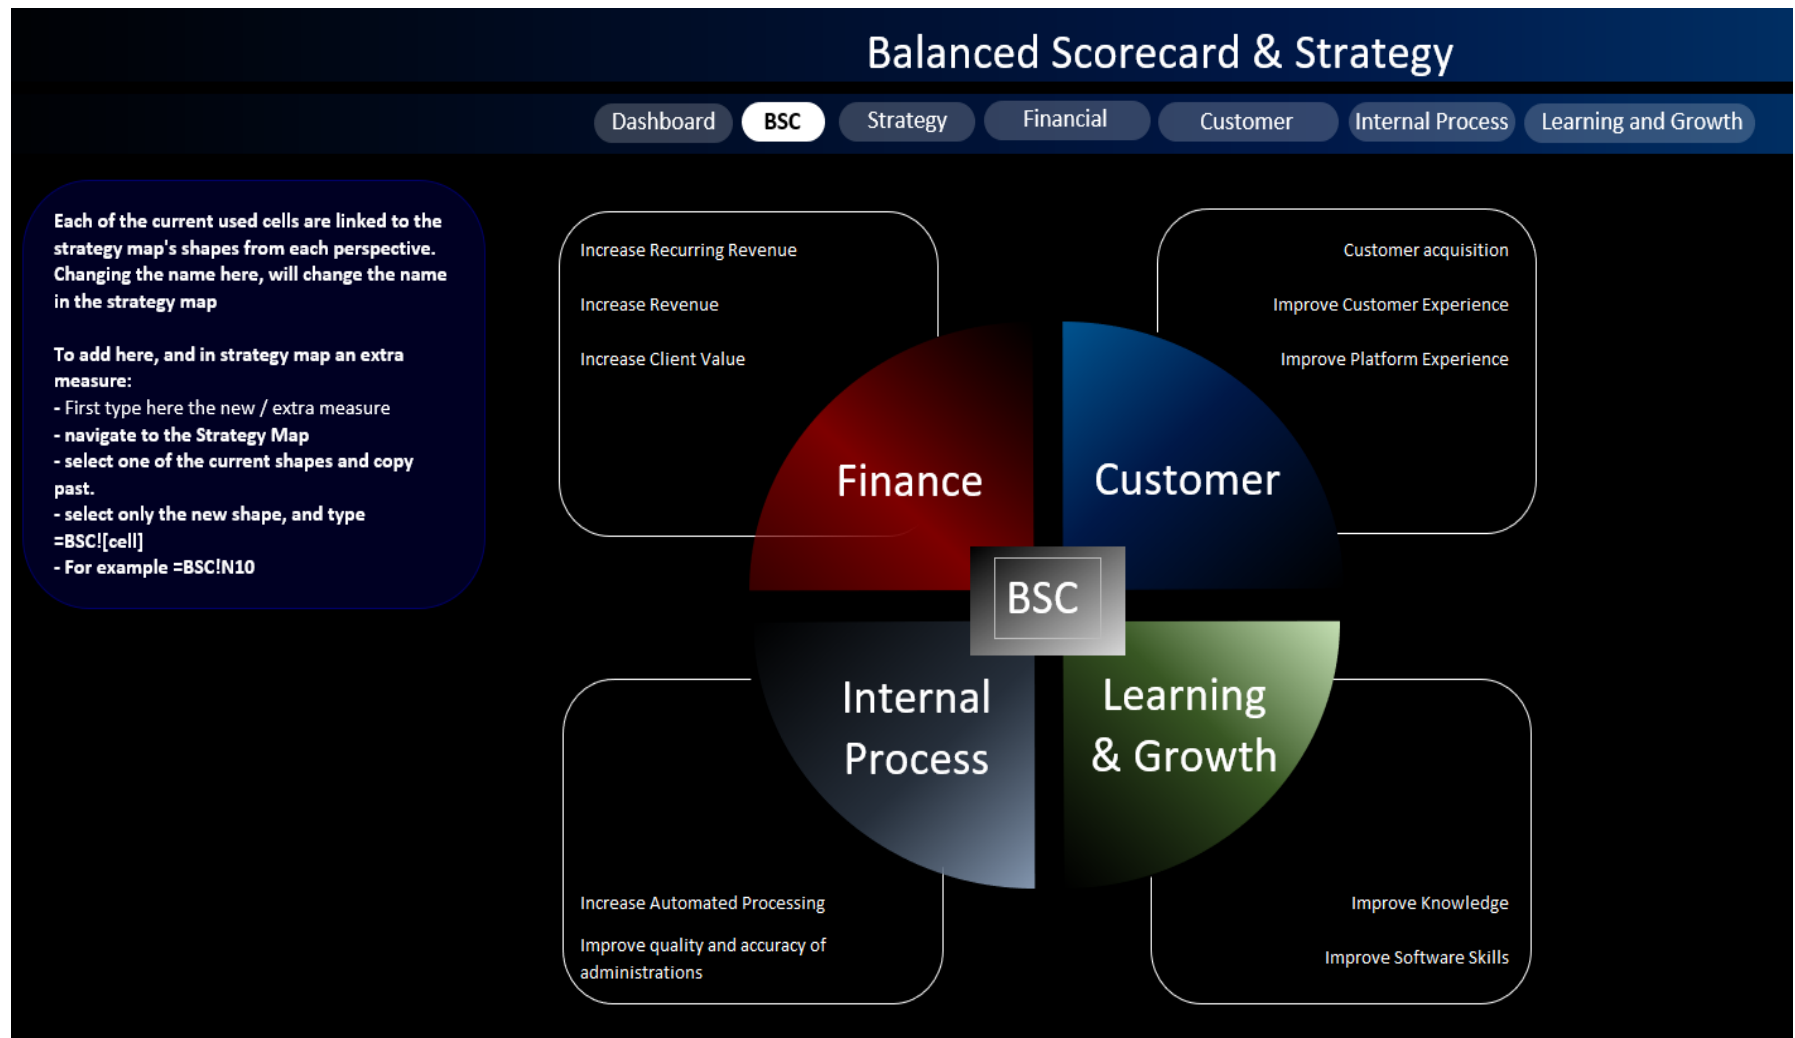 Balanced Scorecard & Strategy
Dashboard
BSC
Strategy
Financial
Customer
Internal Process
Learning and Growth
Each of the current used cells are linked to the
strategy map's shapes from each perspective.
Changing the name here, will change the name
in the strategy map
To add here, and in strategy map an extra
measure:
- First type here the new / extra measure
- navigate to the Strategy Map
- select one of the current shapes and copy
past.
- select only the new shape, and type
=BSC![cell]
- For example =BSC!N10
Increase Recurring Revenue
Increase Revenue
Increase Client Value
Customer acquisition
Improve Customer Experience
Improve Platform Experience
Finance
Customer
BSC
Internal
Process
Learning
& Growth
Increase Automated Processing
Improve quality and accuracy of
administrations
Improve Knowledge
Improve Software Skills